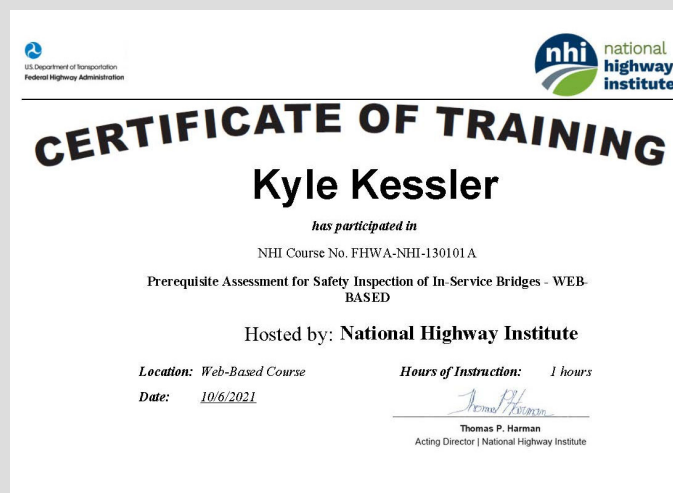 U.S. Department of Transportation
Federal Highway Administration
nhi
national
highway
institute
CERTIFICATE OF TRAINING
Kyle Kessler
has participated in
NHI Course No. FHWA-NHI-130101A
Prerequisite Assessment for Safety Inspection of In-Service Bridges - WEB-
BASED
Hosted by: National Highway Institute
Location: Web-Based Course Hours of Instruction: 1 hours
Date: 10/6/2021
Thomas P. Harman
Thomas P. Harman
Acting Director | National Highway Institute